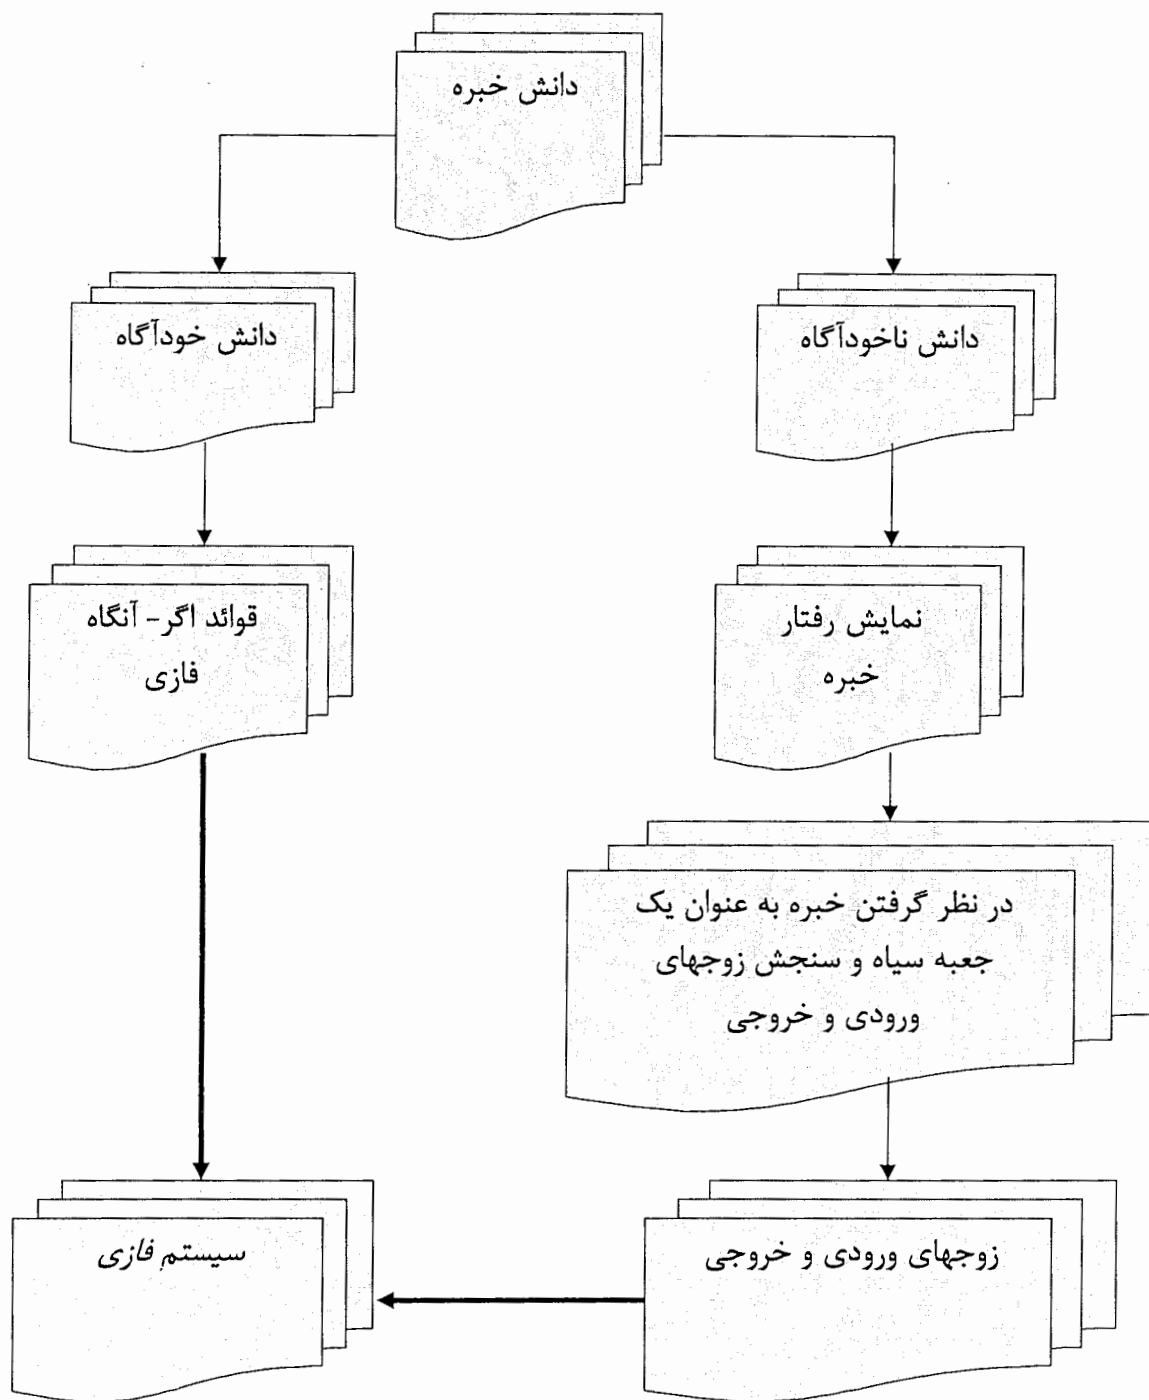 دانش خبره
دانش خودآگاه
دانش ناخودآگاه
قوائد اگر- آنگاه
فازی
نمایش رفتار
خبره
در نظر گرفتن خبره به عنوان یک
جعبه سیاه و سنجش زوجهای
ورودی و خروجی
سیستم فازی
زوجهای ورودی و خروجی